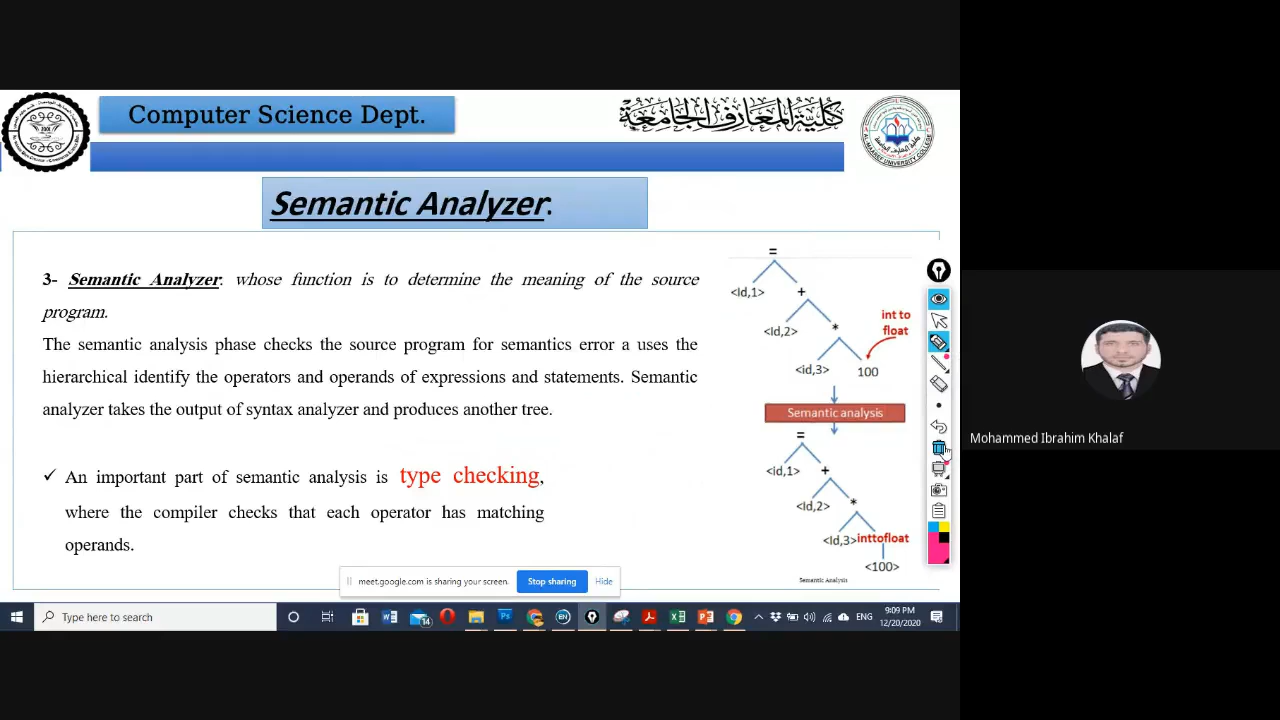 Computer Science Dept.
كلية المعارف الجامعة
Semantic Analyzer:
3- Semantic Analyzer: whose function is to determine the meaning of the source
program.
The semantic analysis phase checks the source program for semantics error a uses the
hierarchical identify the operators and operands of expressions and statements. Semantic
analyzer takes the output of syntax analyzer and produces another tree.
✓ An important part of semantic analysis is type checking,
where the compiler checks that each operator has matching
operands.
=
<Id,1>
+
<Id,2>
*
int to
float
<id,3>
100
Semantic analysis
=
<id,1>
+
<Id,2>
*
<Id,3>
inttofloat
<100>
Semantic Analysis
Mohammed Ibrahim Khalaf
meet.google.com is sharing your screen.
Stop sharing
Hide
Type here to search
14
EN
ENG
9:09 PM
12/20/2020